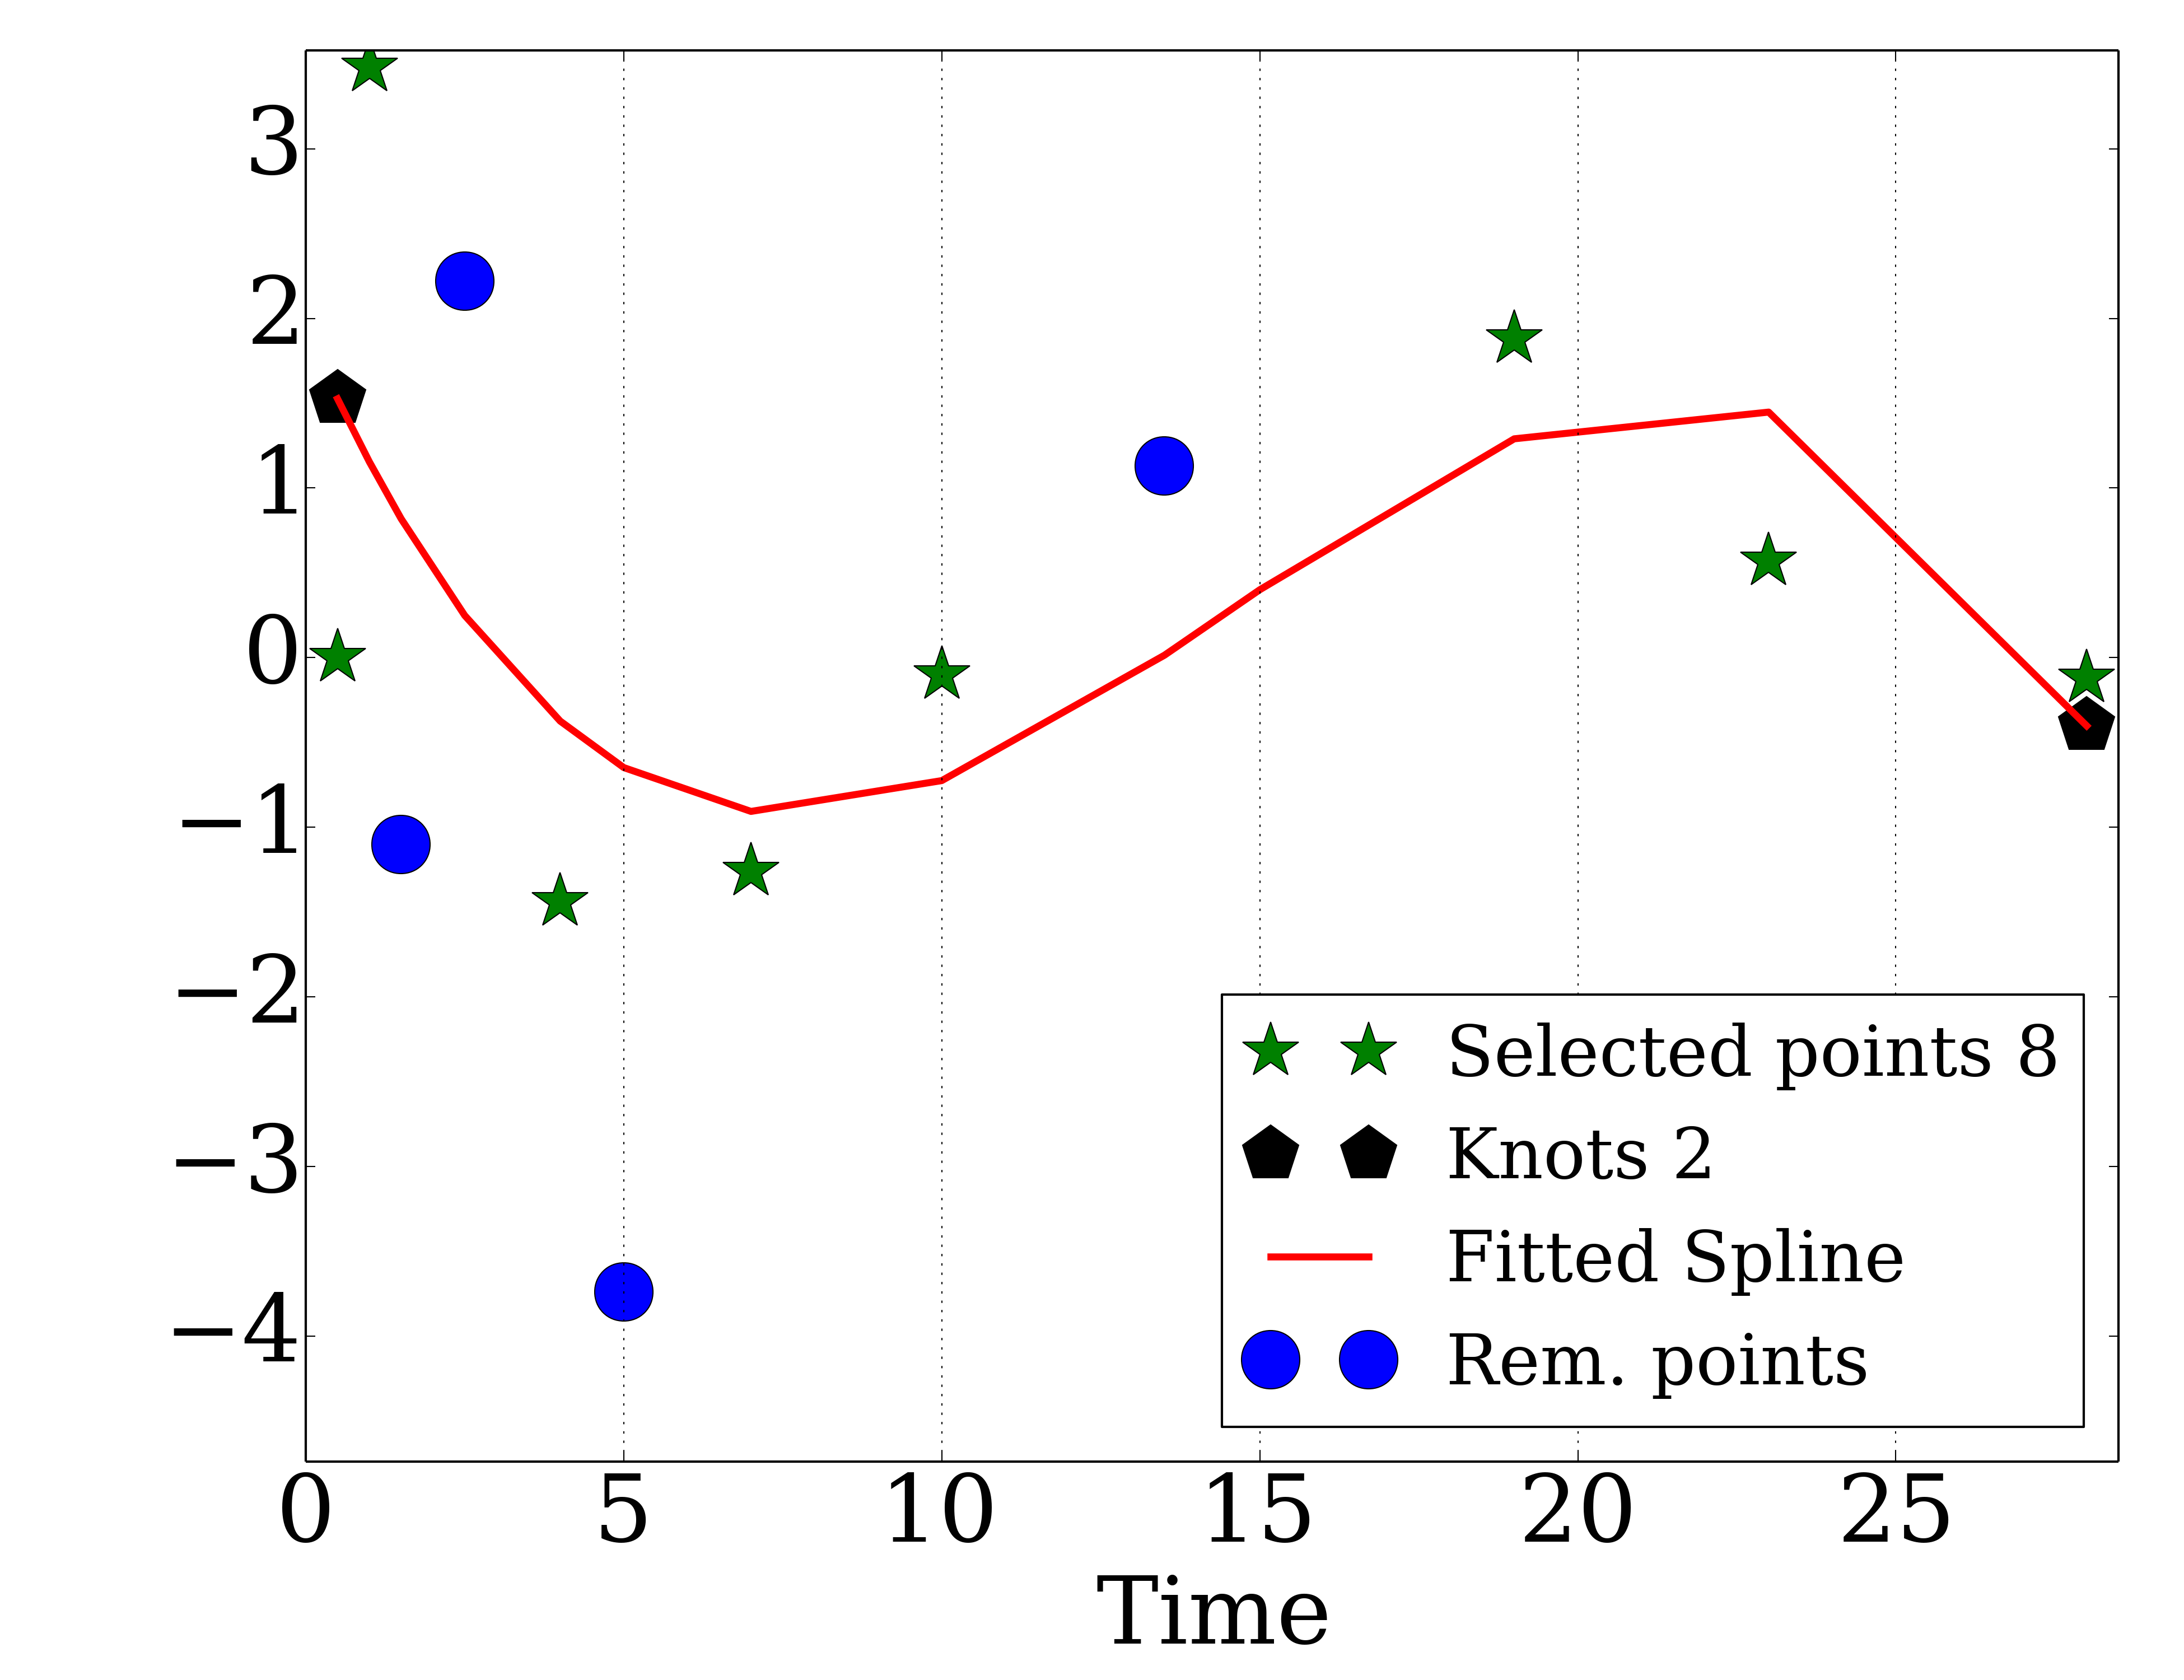 3
2
1
0
−1
−2
−3
−4
0 5 10 15 20 25
Time
Selected points 8
Knots 2
Fitted Spline
Rem. points